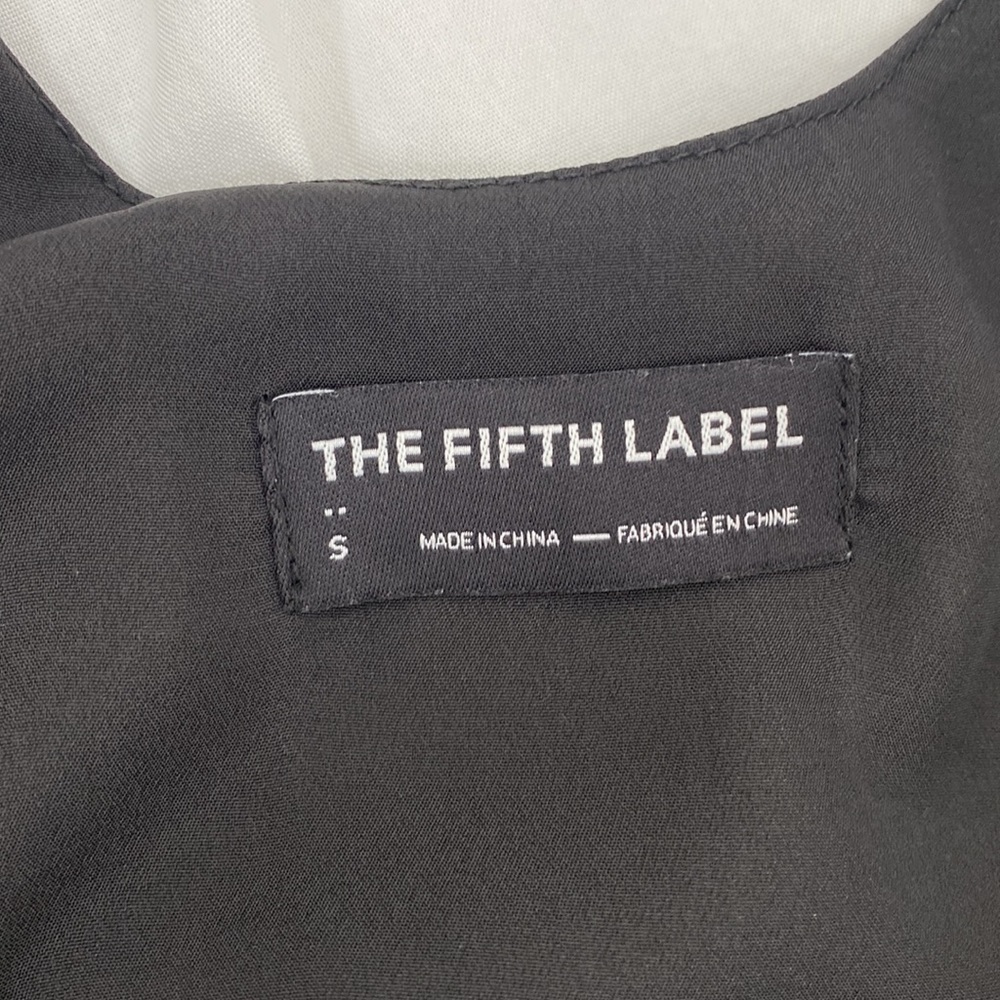 THE FIFTH LABEL
··
S
MADE IN CHINA — FABRIQUÉ EN CHINE